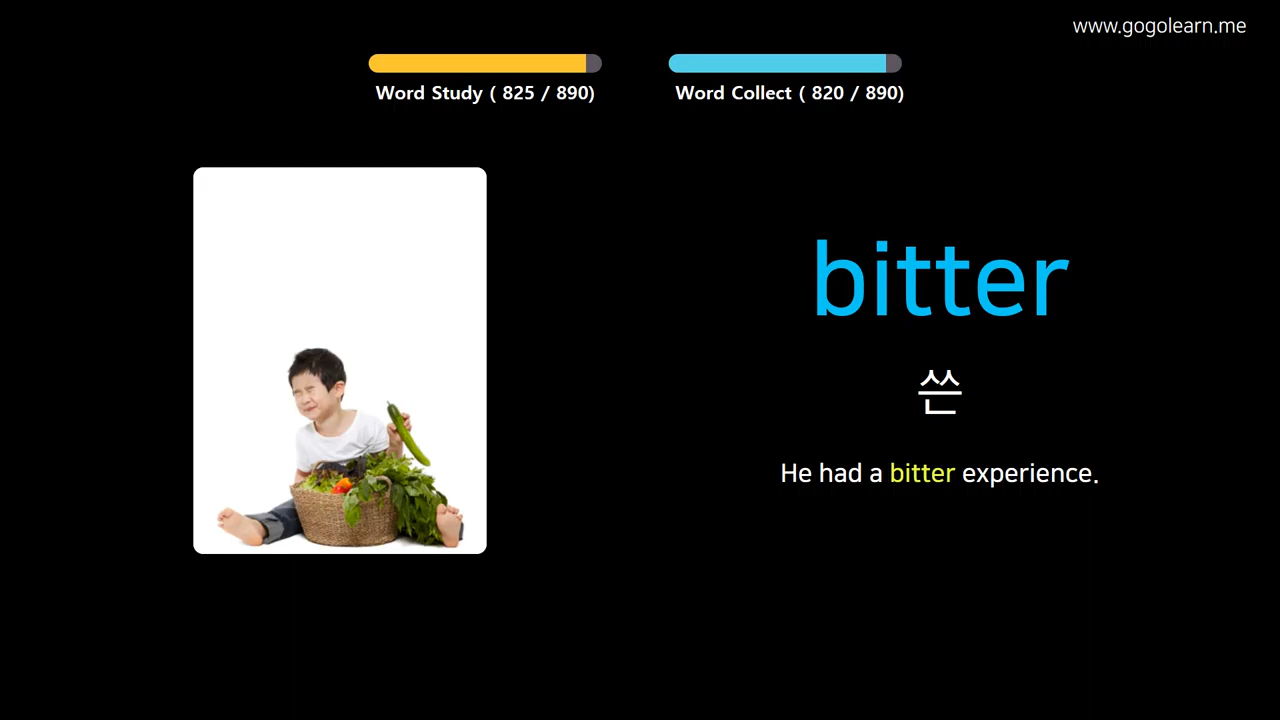 www.gogolearn.me
Word Study ( 825 / 890)
Word Collect ( 820 / 890)
bitter
쓴
He had a bitter experience.